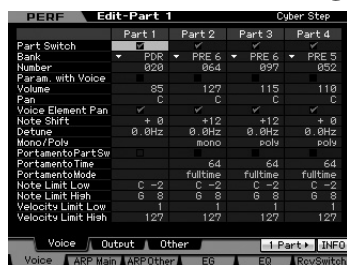 PERF Edit-Part 1 Cyber Step
Part 1 Part 2 Part 3 Part 4
Part Switch
Bank PDR PRE 6 PRE 6 PRE 5
Number 020 064 097 052
Param. with Voice
Volume 85 127 115 110
Pan C C C C
Voice Element Pan
Note Shift + 0 +12 +12 + 0
Detune 0.0Hz 0.0Hz 0.0Hz 0.0Hz
Mono/Poly mono poly poly
PortamentoPartSw
PortamentoTime 64 64 64
PortamentoMode fulltime fulltime fulltime
Note Limit Low C -2 C -2 C -2 C -2
Note Limit High G 8 G 8 G 8 G 8
Velocity Limit Low 1 1 1 1
Velocity Limit High 127 127 127 127
Voice Output Other 1 Part INFO
Voice ARP Main ARP Other EG EQ RcvSwitch